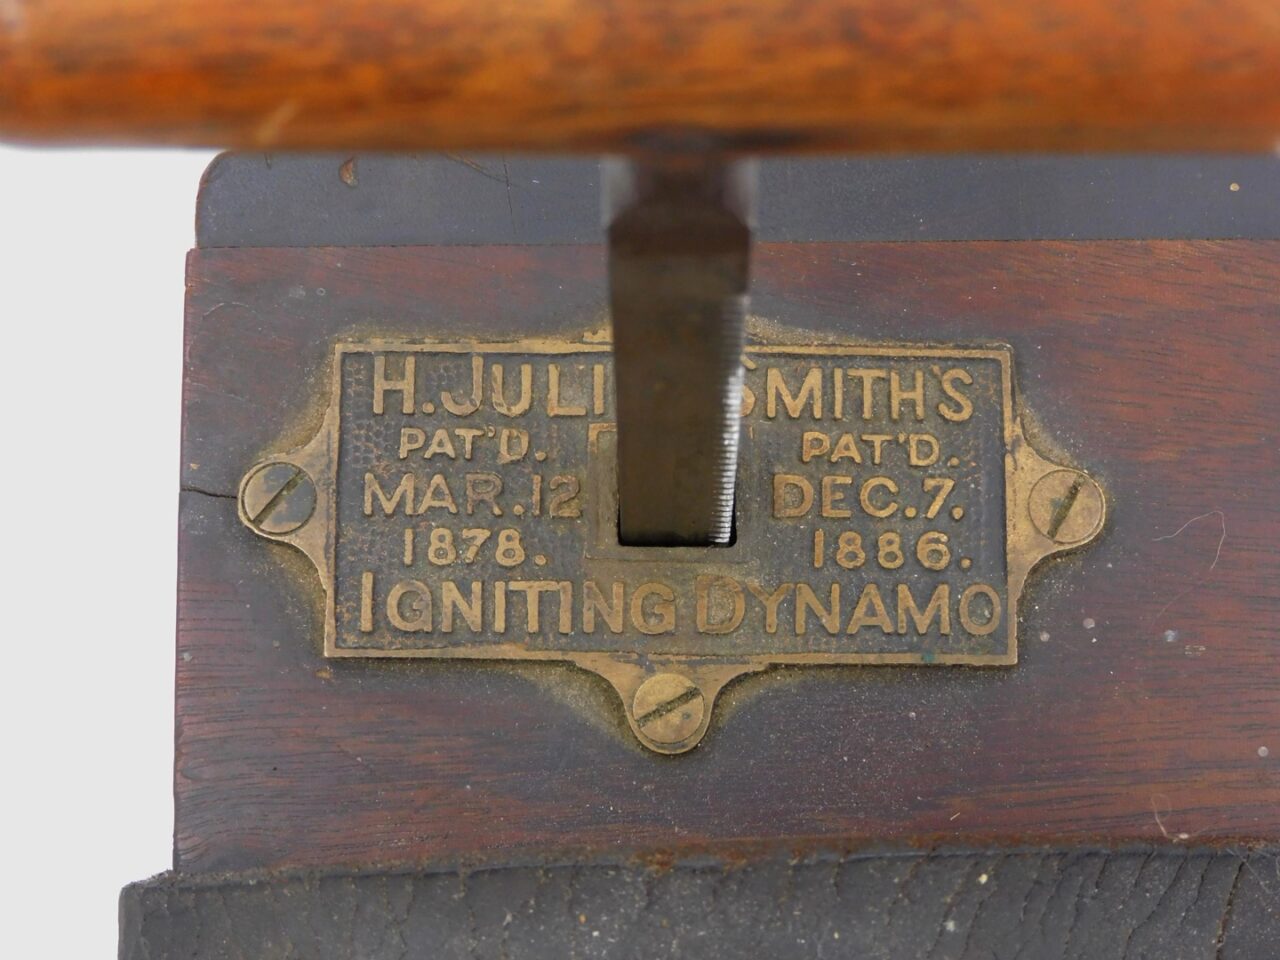 H. JULI SMITH'S
PAT'D. PAT'D.
MAR. 12 DEC. 7.
1878. 1886.
IGNITING DYNAMO